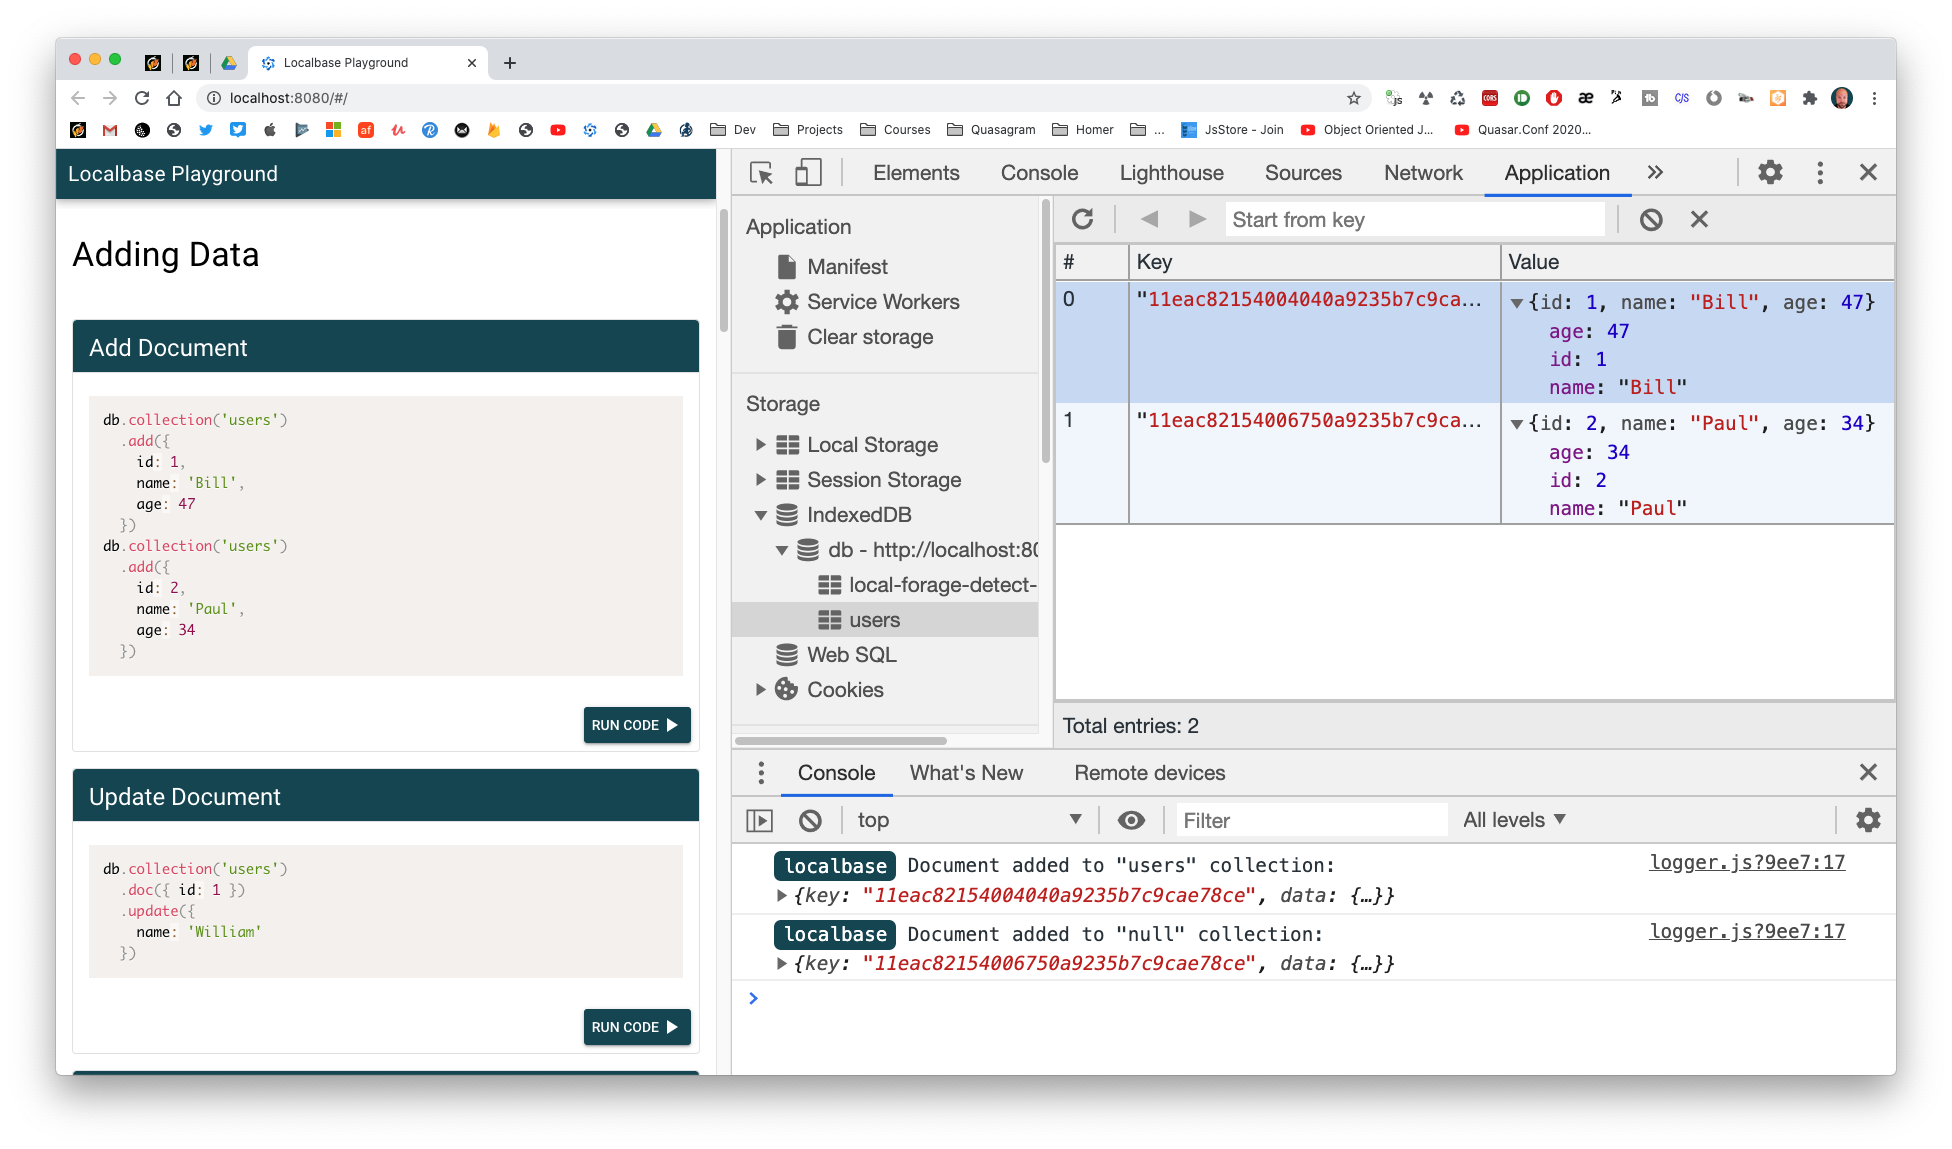 Localbase Playground
localhost:8080/#/
Dev
Projects
Courses
Quasagram
Homer
...
JsStore - Join
Object Oriented J...
Quasar.Conf 2020...
Localbase Playground
Adding Data
Add Document
db.collection('users')
.add({
id: 1,
name: 'Bill',
age: 47
})
db.collection('users')
.add({
id: 2,
name: 'Paul',
age: 34
})
RUN CODE
Update Document
db.collection('users')
.doc({ id: 1 })
.update({
name: 'William'
})
RUN CODE
Elements
Console
Lighthouse
Sources
Network
Application
Application
Manifest
Service Workers
Clear storage
Storage
Local Storage
Session Storage
IndexedDB
db - http://localhost:80
local-forage-detect-
users
Web SQL
Cookies
Start from key
# Key Value
0 "11eac82154004040a9235b7c9ca… {id: 1, name: "Bill", age: 47}
age: 47
id: 1
name: "Bill"
1 "11eac82154006750a9235b7c9ca… {id: 2, name: "Paul", age: 34}
age: 34
id: 2
name: "Paul"
Total entries: 2
Console
What's New
Remote devices
top
Filter
All levels
localbase Document added to "users" collection: logger.js?9ee7:17
{key: "11eac82154004040a9235b7c9cae78ce", data: {…}}
localbase Document added to "null" collection: logger.js?9ee7:17
{key: "11eac82154006750a9235b7c9cae78ce", data: {…}}